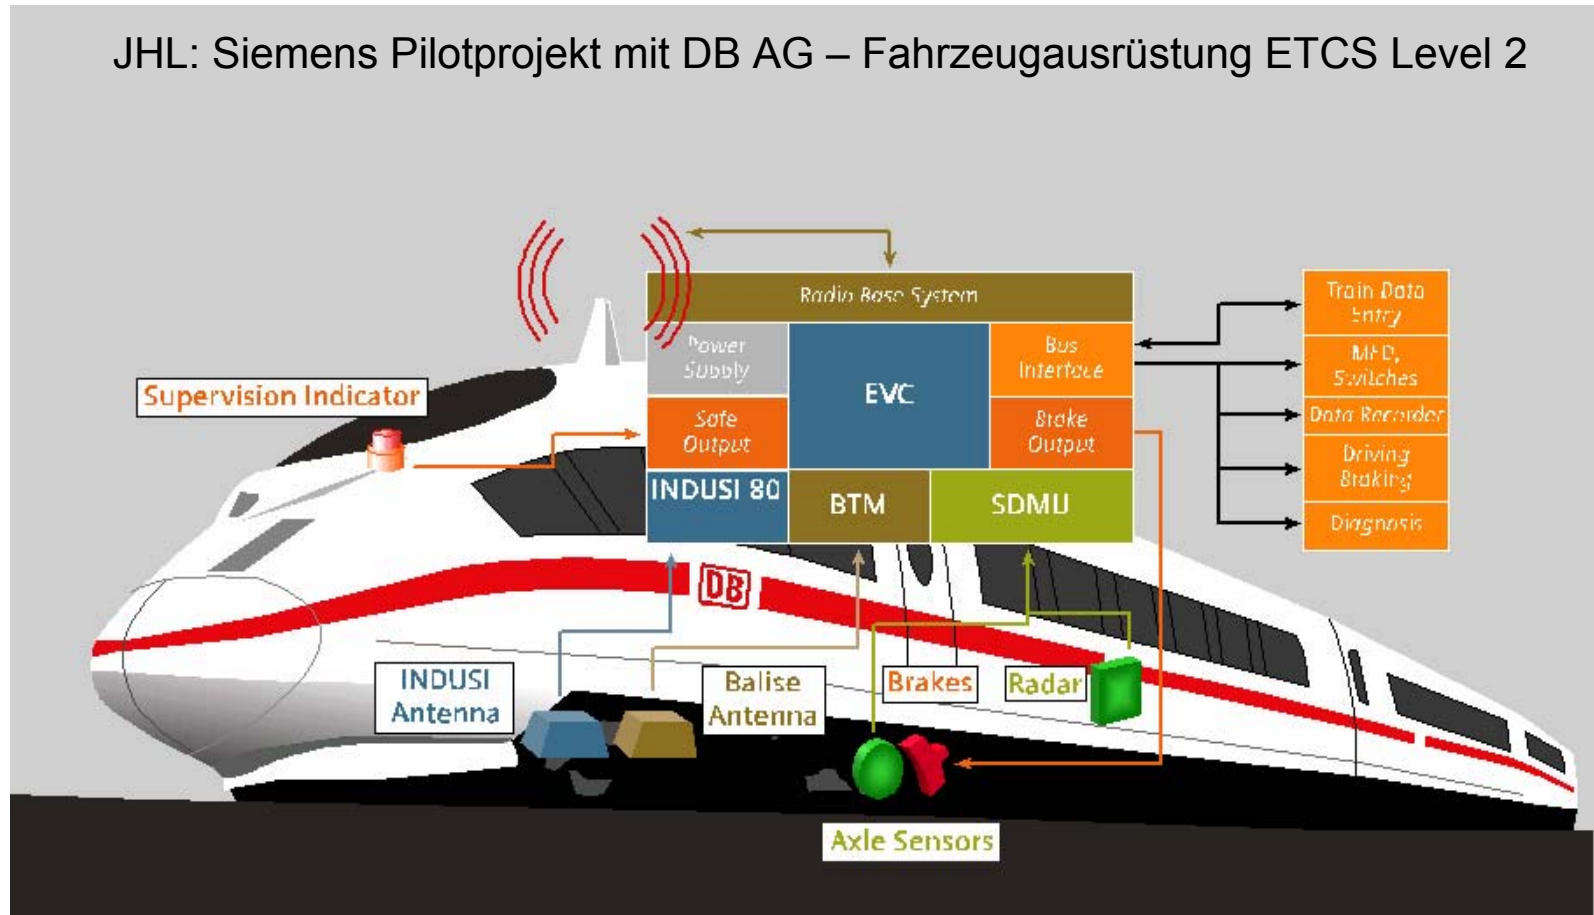 JHL: Siemens Pilotprojekt mit DB AG – Fahrzeugausrüstung ETCS Level 2
Radio Base System
Power
Supply
EVC
Bus
Interface
Safe
Output
Brake
Output
INDUSI 80
BTM
SDMU
Train Data
Entry
MFD,
Switches
Data Recorder
Driving
Braking
Diagnosis
Supervision Indicator
DB
INDUSI
Antenna
Balise
Antenna
Brakes
Radar
Axle Sensors